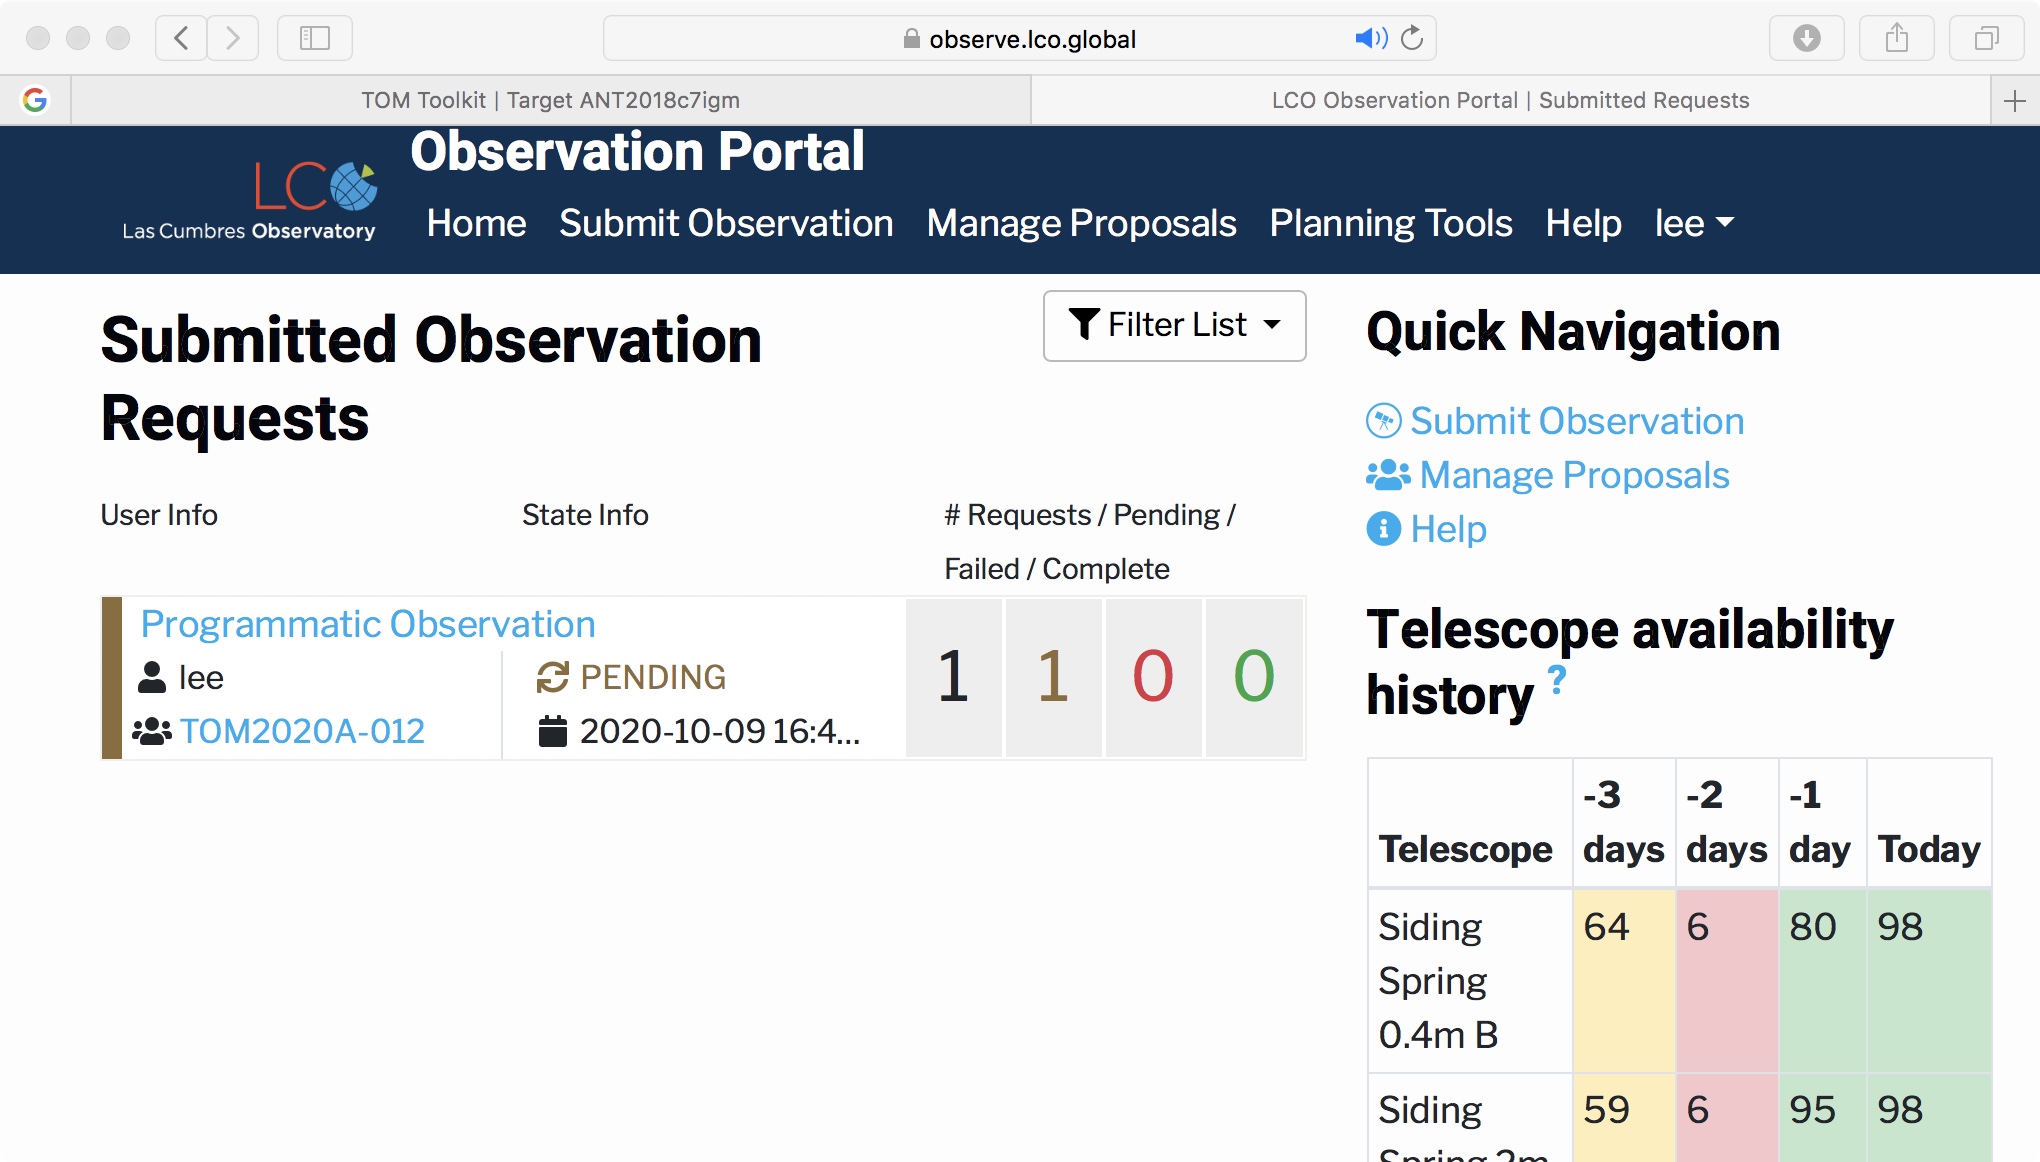 observe.lco.global
TOM Toolkit | Target ANT2018c7igm
LCO Observation Portal | Submitted Requests
LCO
Las Cumbres Observatory
Observation Portal
Home Submit Observation Manage Proposals Planning Tools Help lee
Submitted Observation
Requests
Filter List
User Info
State Info
# Requests / Pending /
Failed / Complete
Programmatic Observation
lee
TOM2020A-012
PENDING
2020-10-09 16:4...
1 1 0 0
Quick Navigation
Submit Observation
Manage Proposals
Help
Telescope availability
history ?
Telescope -3 days -2 days -1 day Today
Siding Spring 0.4m B 64 6 80 98
Siding Spring 2m 59 6 95 98